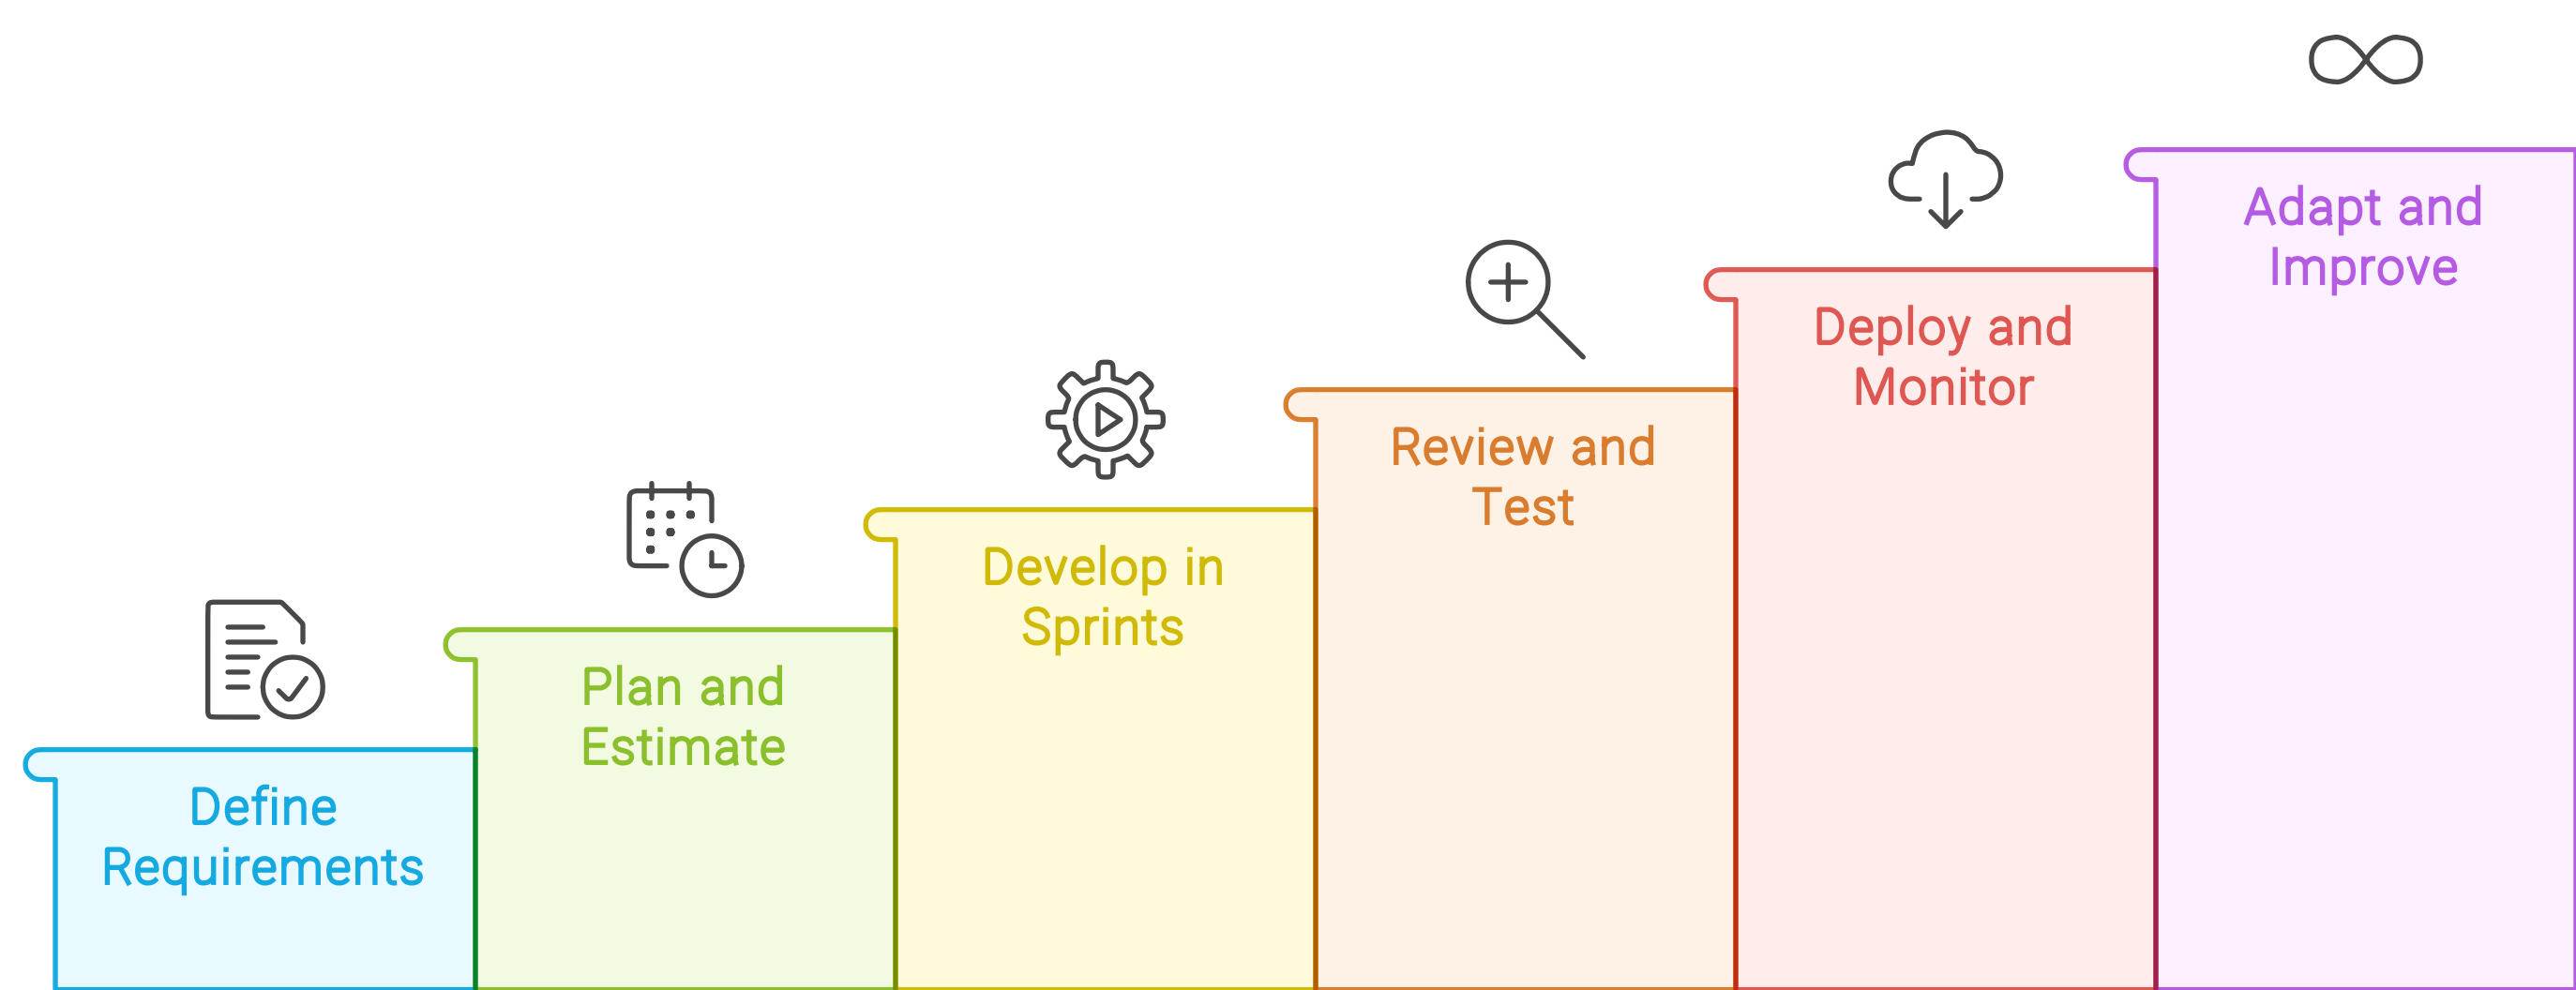 Define
Requirements
Plan and
Estimate
Develop in
Sprints
Review and
Test
Deploy and
Monitor
Adapt and
Improve